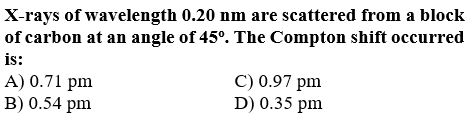 X-rays of wavelength 0.20 nm are scattered from a block
of carbon at an angle of 45º. The Compton shift occurred
is:
A) 0.71 pm C) 0.97 pm
B) 0.54 pm D) 0.35 pm